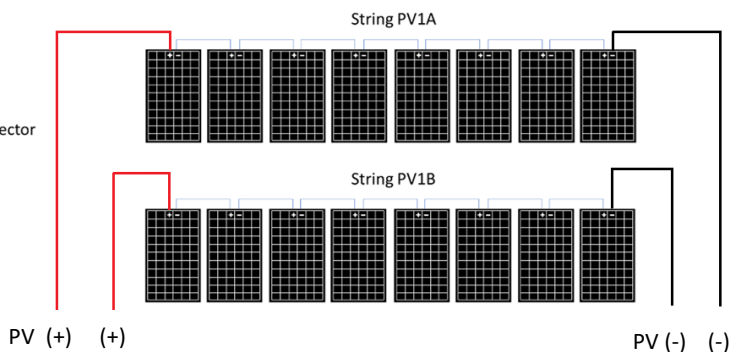 String PV1A
ector
String PV1B
PV (+) (+)
PV (-) (-)